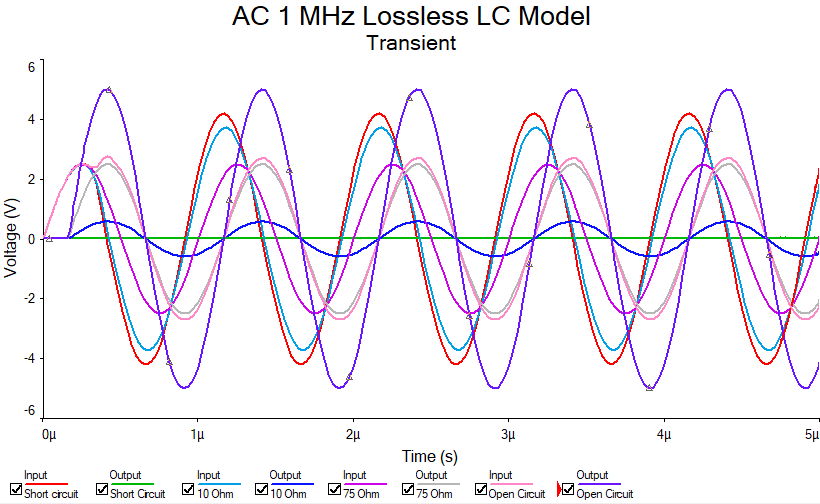 AC 1 MHz Lossless LC Model
Transient
Voltage (V)
6
4
2
0
-2
-4
-6
0µ 1µ 2µ 3µ 4µ 5µ
Time (s)
Input Output Input Output Input Output Input Output
Short circuit Short Circuit 10 Ohm 10 Ohm 75 Ohm 75 Ohm Open Circuit Open Circuit